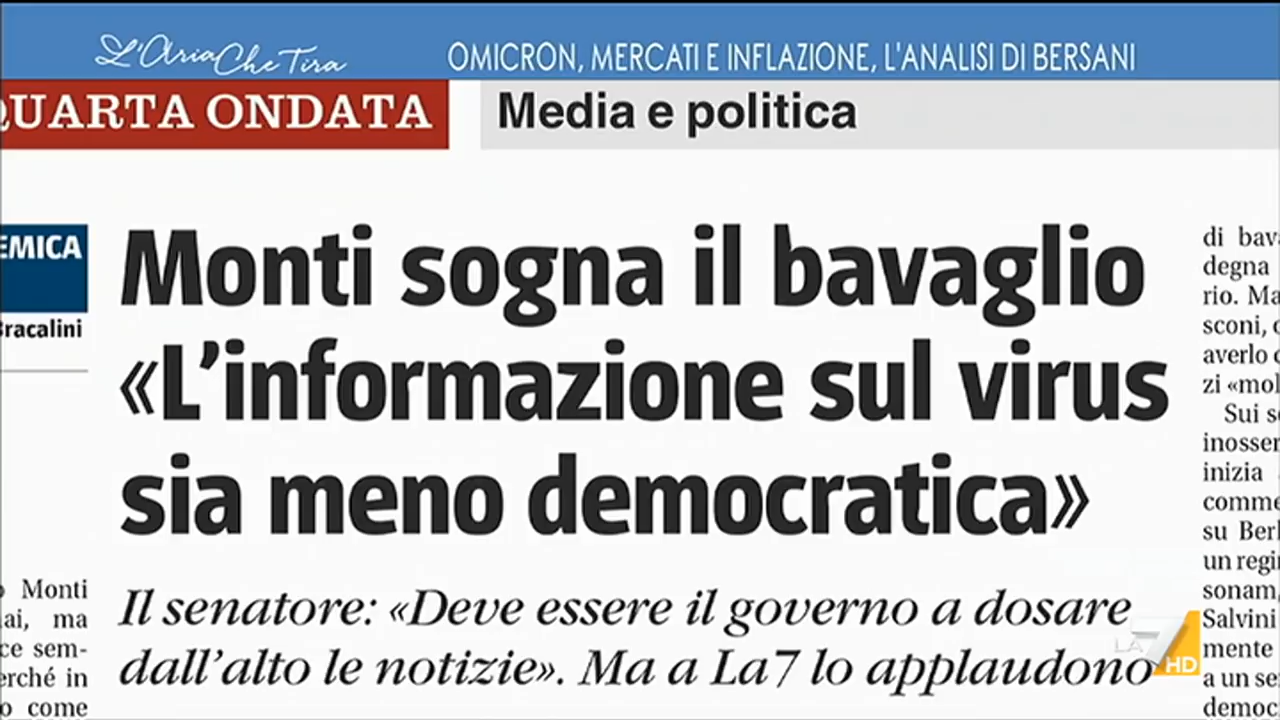 L'Aria Che Tira
OMICRON, MERCATI E INFLAZIONE, L'ANALISI DI BERSANI
QUARTA ONDATA
Media e politica
EMICA
Bracalini
Monti sogna il bavaglio
«L'informazione sul virus
sia meno democratica»
Il senatore: «Deve essere il governo a dosare
dall'alto le notizie». Ma a La7 lo applaudono
Monti
ai, ma
ce sem-
erché in
o come
di bav
degna
rio. Ma
sconi,
averlo
zi «mol
Sui se
inosser
inizia
comme
su Berl
un regi
sonam,
Salvini
mente
a un se
democ
LA7 HD